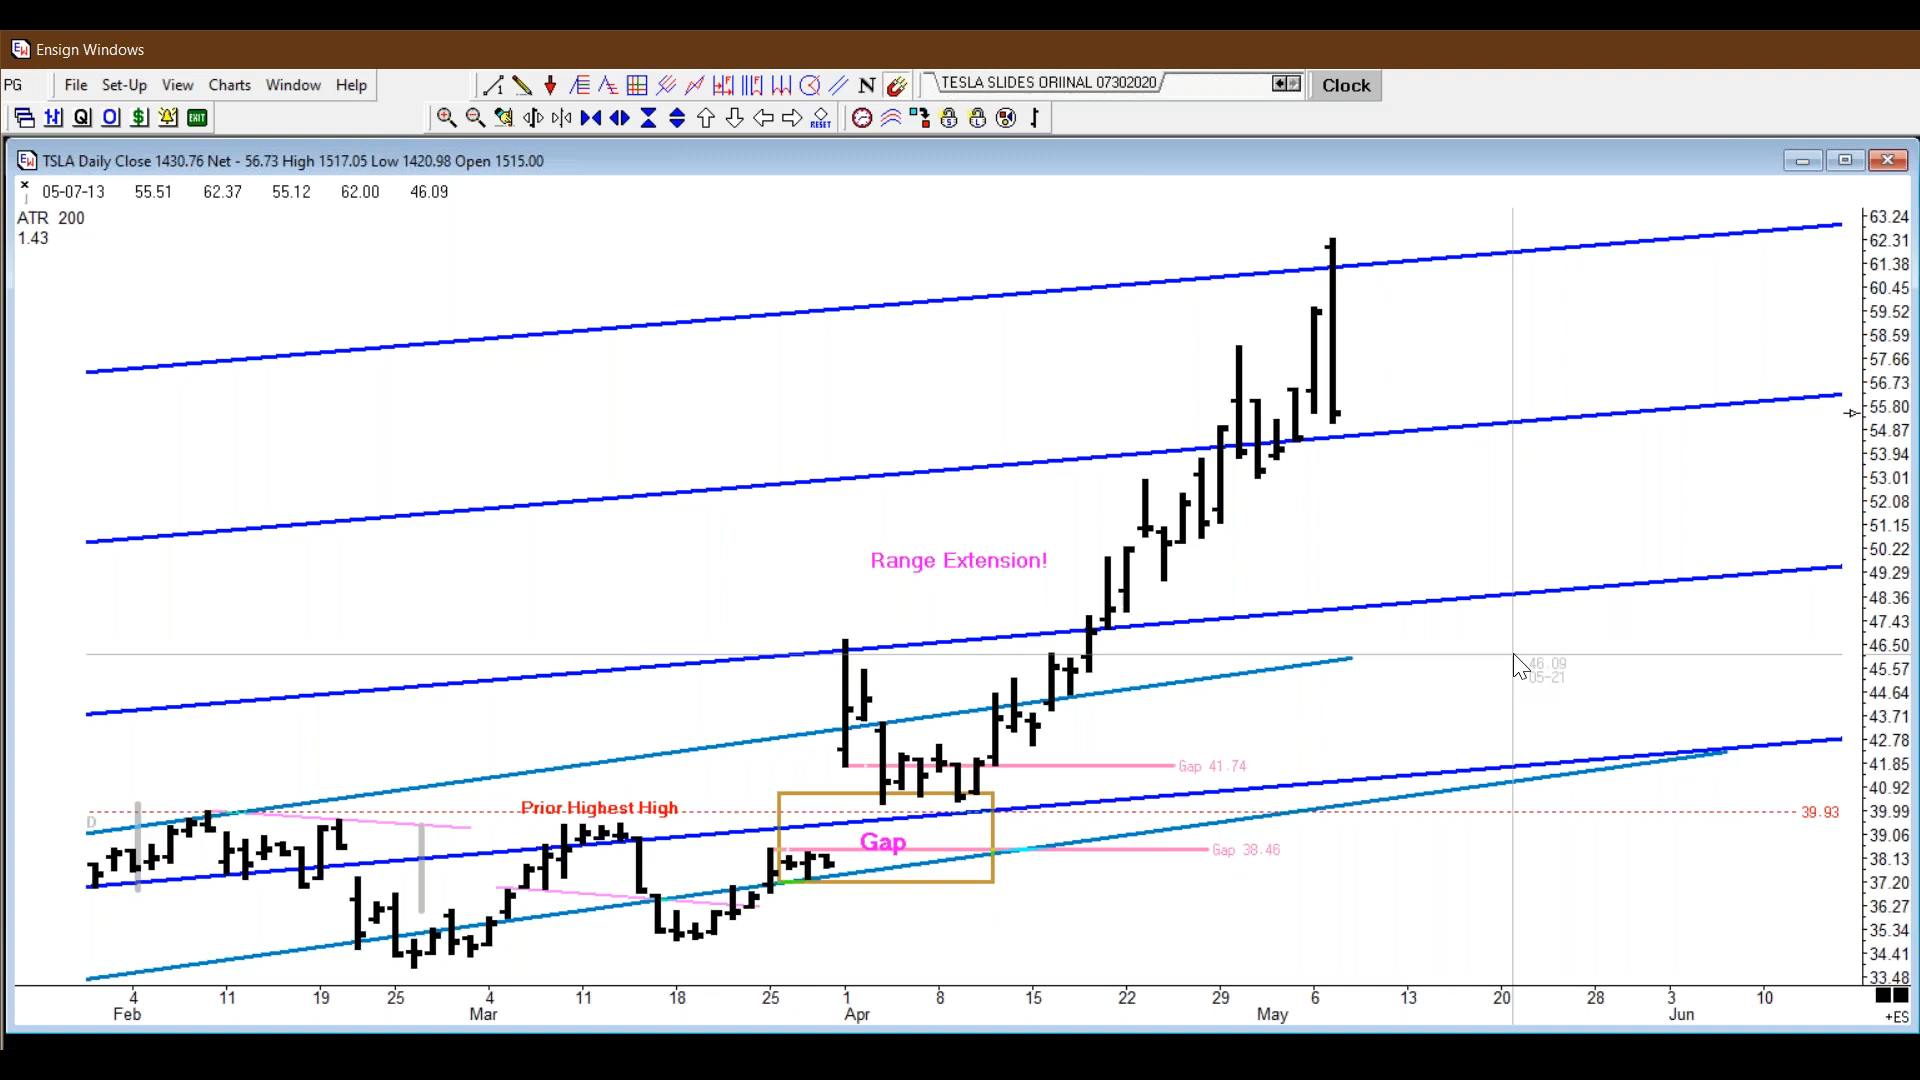 Ensign Windows
PG File Set-Up View Charts Window Help
TESLA SLIDES ORIINAL 07302020
Clock
N
Q O $ EXIT
RESET
TSLA Daily Close 1430.76 Net - 56.73 High 1517.05 Low 1420.98 Open 1515.00
05-07-13 55.51 62.37 55.12 62.00 46.09
ATR 200
1.43
63.24
62.31
61.38
60.45
59.52
58.59
57.66
56.73
55.80
54.87
53.94
53.01
52.08
51.15
50.22
49.29
48.36
47.43
46.50
45.57
44.64
43.71
42.78
41.85
40.92
39.99
39.06
38.13
37.20
36.27
35.34
34.41
33.48
Range Extension!
46.09
05-21
Gap 41.74
Prior Highest High
39.93
D
Gap
Gap 38.46
4 11 19 25 4 11 18 25 1 8 15 22 29 6 13 20 28 3 10
Feb Mar Apr May Jun
+ES